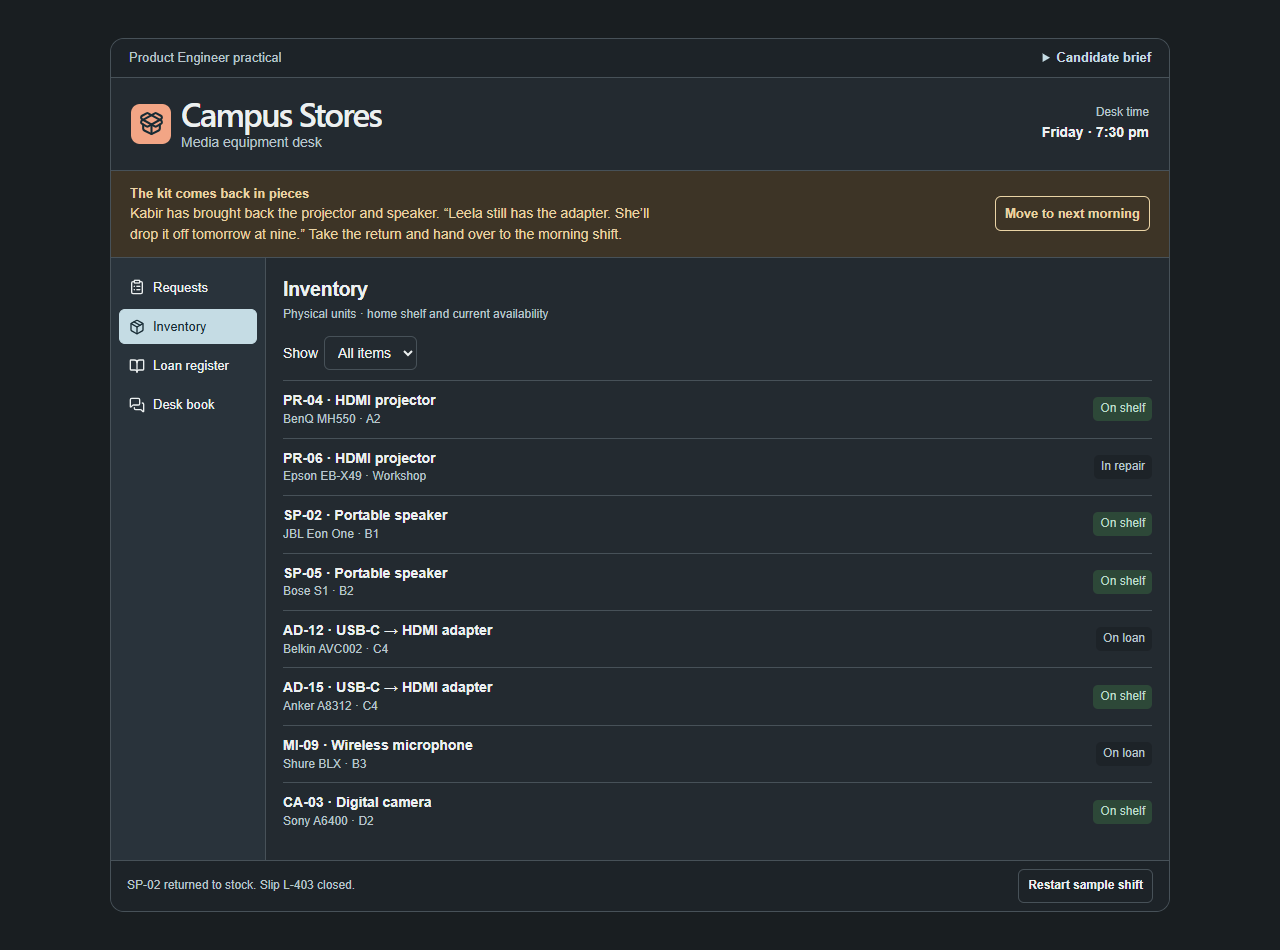 Product Engineer practical
▶ Candidate brief
Campus Stores
Media equipment desk
Desk time
Friday · 7:30 pm
The kit comes back in pieces
Kabir has brought back the projector and speaker. “Leela still has the adapter. She’ll
drop it off tomorrow at nine.” Take the return and hand over to the morning shift.
Move to next morning
Requests
Inventory
Loan register
Desk book
Inventory
Physical units · home shelf and current availability
Show
All items
PR-04 · HDMI projector
BenQ MH550 · A2
On shelf
PR-06 · HDMI projector
Epson EB-X49 · Workshop
In repair
SP-02 · Portable speaker
JBL Eon One · B1
On shelf
SP-05 · Portable speaker
Bose S1 · B2
On shelf
AD-12 · USB-C → HDMI adapter
Belkin AVC002 · C4
On loan
AD-15 · USB-C → HDMI adapter
Anker A8312 · C4
On shelf
MI-09 · Wireless microphone
Shure BLX · B3
On loan
CA-03 · Digital camera
Sony A6400 · D2
On shelf
SP-02 returned to stock. Slip L-403 closed.
Restart sample shift